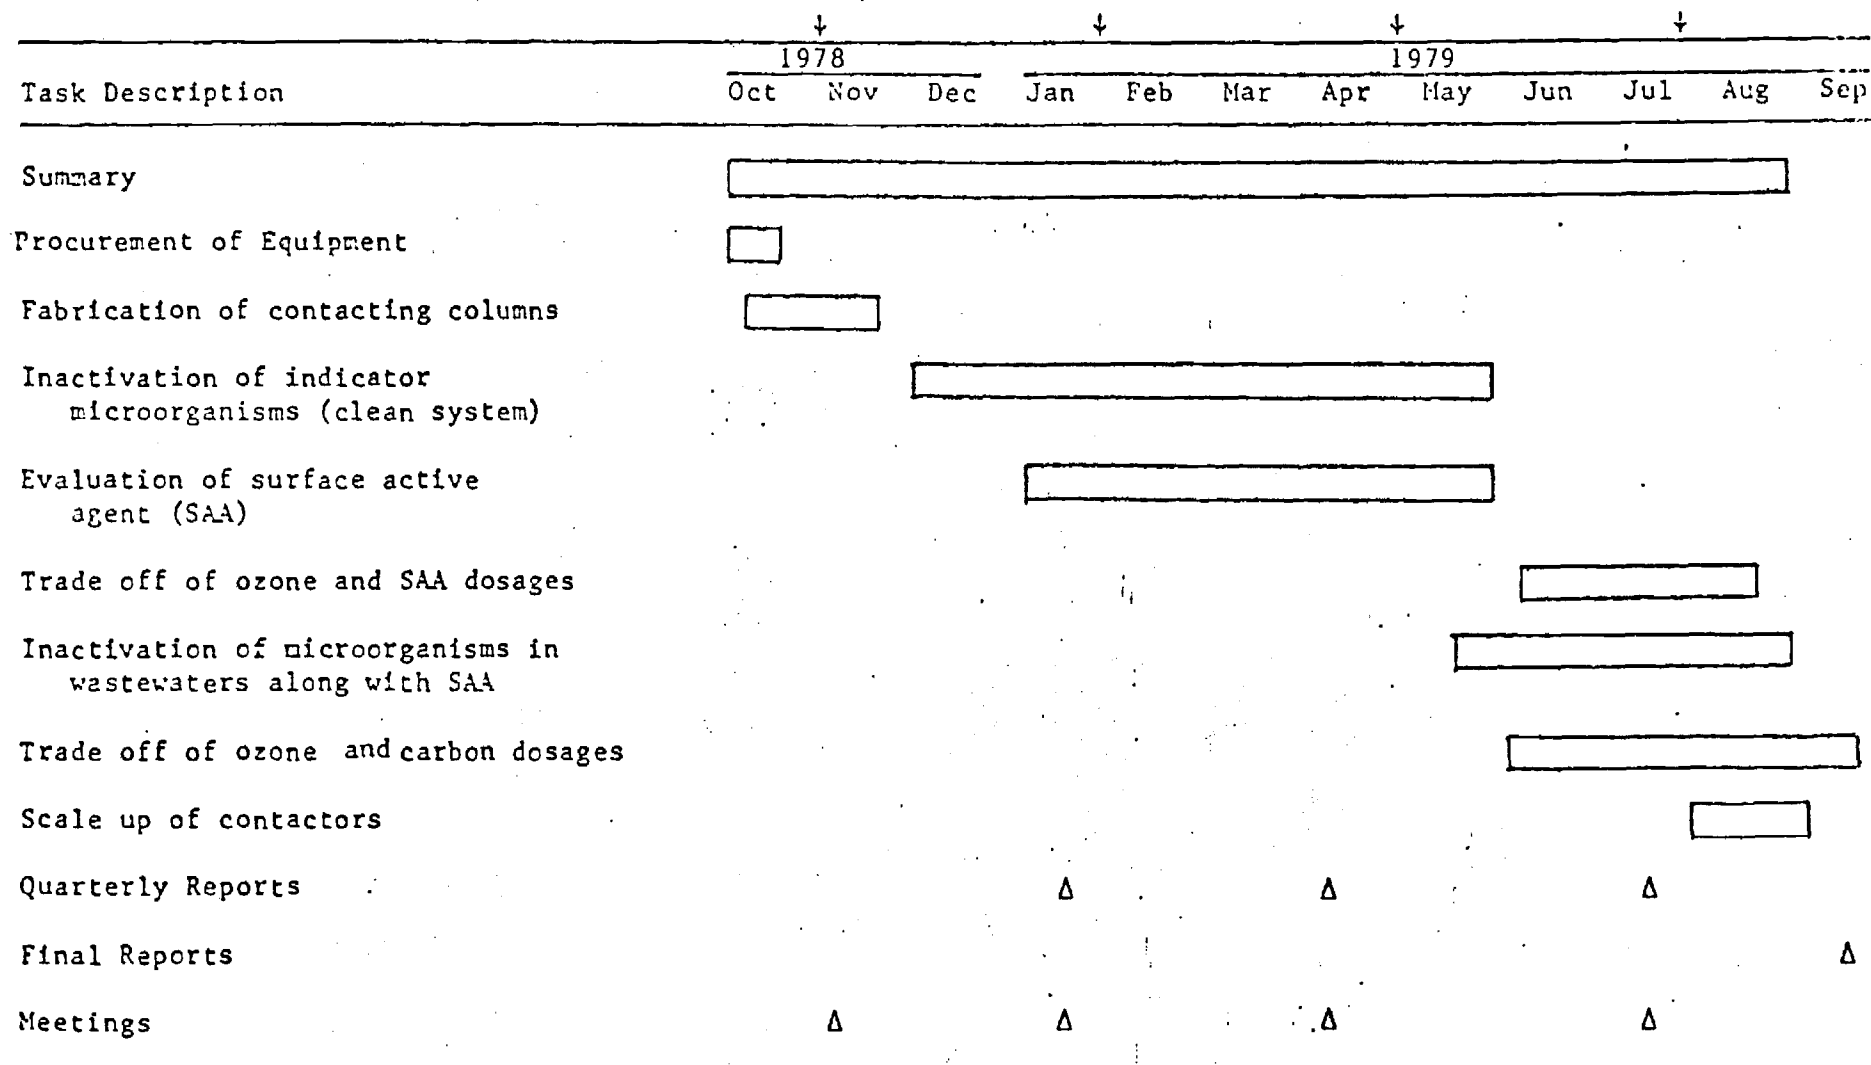 1978 1979
Task Description Oct Nov Dec Jan Feb Mar Apr May Jun Jul Aug Sep
Summary
Procurement of Equipment
Fabrication of contacting columns
Inactivation of indicator
microorganisms (clean system)
Evaluation of surface active
agent (SAA)
Trade off of ozone and SAA dosages
Inactivation of microorganisms in
wastewaters along with SAA
Trade off of ozone and carbon dosages
Scale up of contactors
Quarterly Reports
Final Reports
Meetings